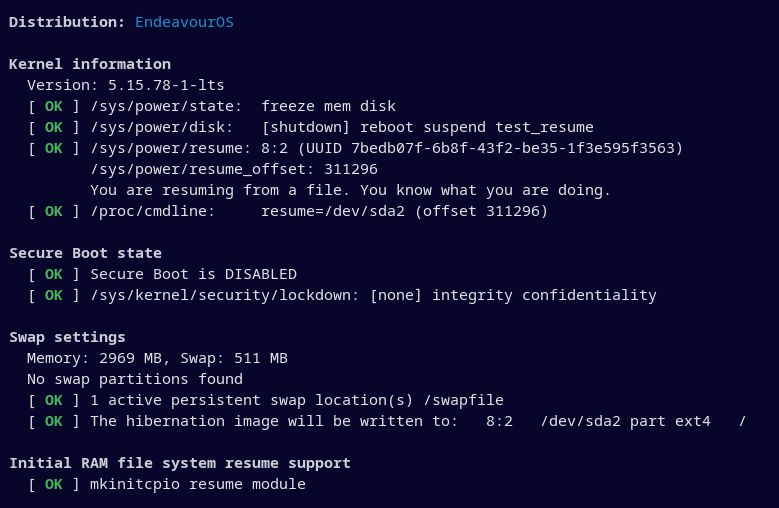 Distribution: EndeavourOS
Kernel information
Version: 5.15.78-1-lts
[ OK ] /sys/power/state:  freeze mem disk
[ OK ] /sys/power/disk:   [shutdown] reboot suspend test_resume
[ OK ] /sys/power/resume: 8:2 (UUID 7bedb07f-6b8f-43f2-be35-1f3e595f3563)
/sys/power/resume_offset: 311296
You are resuming from a file. You know what you are doing.
[ OK ] /proc/cmdline:     resume=/dev/sda2 (offset 311296)
Secure Boot state
[ OK ] Secure Boot is DISABLED
[ OK ] /sys/kernel/security/lockdown: [none] integrity confidentiality
Swap settings
Memory: 2969 MB, Swap: 511 MB
No swap partitions found
[ OK ] 1 active persistent swap location(s) /swapfile
[ OK ] The hibernation image will be written to:   8:2   /dev/sda2 part ext4   /
Initial RAM file system resume support
[ OK ] mkinitcpio resume module